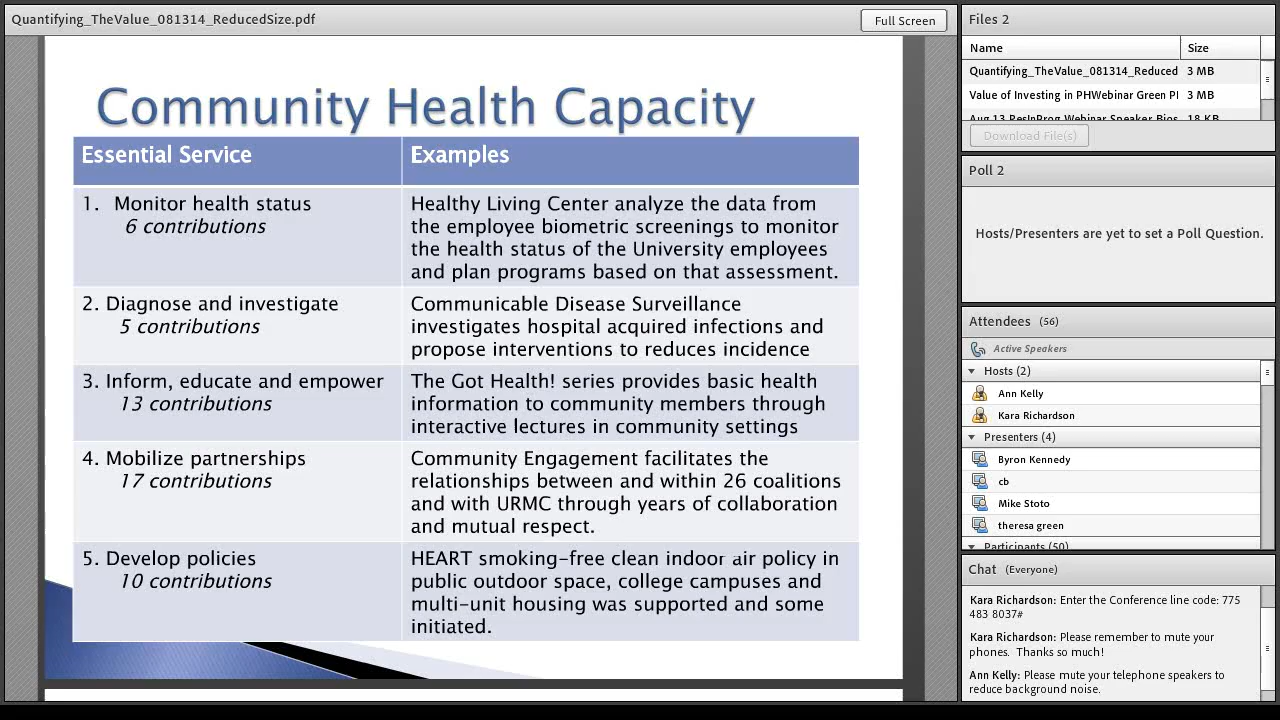 Quantifying_TheValue_081314_ReducedSize.pdf
Full Screen
Community Health Capacity
Essential Service
Examples
1. Monitor health status
6 contributions
Healthy Living Center analyze the data from
the employee biometric screenings to monitor
the health status of the University employees
and plan programs based on that assessment.
2. Diagnose and investigate
5 contributions
Communicable Disease Surveillance
investigates hospital acquired infections and
propose interventions to reduces incidence
3. Inform, educate and empower
13 contributions
The Got Health! series provides basic health
information to community members through
interactive lectures in community settings
4. Mobilize partnerships
17 contributions
Community Engagement facilitates the
relationships between and within 26 coalitions
and with URMC through years of collaboration
and mutual respect.
5. Develop policies
10 contributions
HEART smoking-free clean indoor air policy in
public outdoor space, college campuses and
multi-unit housing was supported and some
initiated.
Files 2
Name Size
Quantifying_TheValue_081314_Reduced 3 MB
Value of Investing in PHWebinar Green Pl 3 MB
Aug 13 ResInProg Webinar Speaker Bios 18 KB
Download File(s)
Poll 2
Hosts/Presenters are yet to set a Poll Question.
Attendees (56)
Active Speakers
Hosts (2)
Ann Kelly
Kara Richardson
Presenters (4)
Byron Kennedy
cb
Mike Stoto
theresa green
Participants (50)
Chat (Everyone)
Kara Richardson: Enter the Conference line code: 775
483 8037#
Kara Richardson: Please remember to mute your
phones. Thanks so much!
Ann Kelly: Please mute your telephone speakers to
reduce background noise.